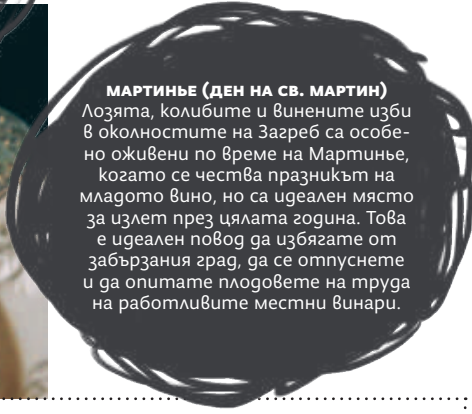 МАРТИНЬЕ (ДЕН НА СВ. МАРТИН)
Лозята, колибите и винените изби
в околностите на Загреб са особе-
но оживени по време на Мартинье,
когато се чества празникът на
младото вино, но са идеален място
за излет през цялата година. Това
е идеален повод да избягате от
забързания град, да се отпуснете
и да опитате плодовете на труда
на работливите местни винари.